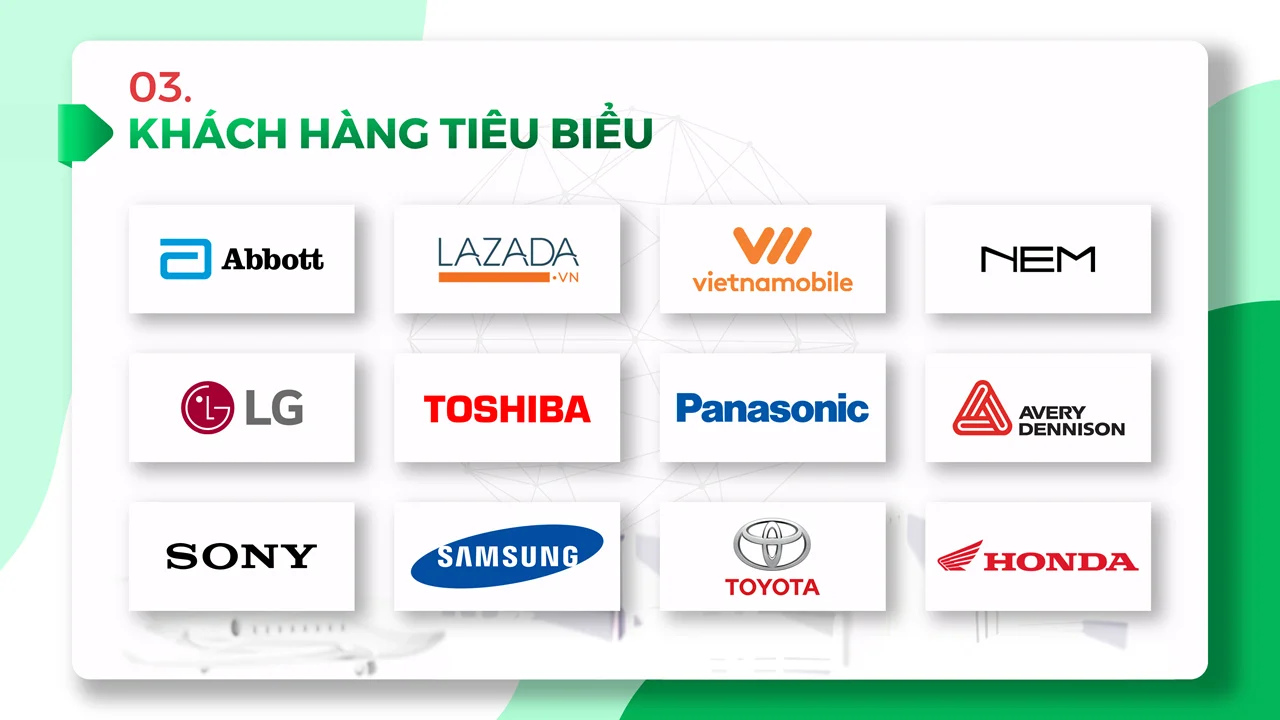 03.
KHÁCH HÀNG TIÊU BIỂU
Abbott
LAZADA
.VN
vietnamobile
NEM
LG
TOSHIBA
Panasonic
AVERY
DENNISON
SONY
SAMSUNG
TOYOTA
HONDA